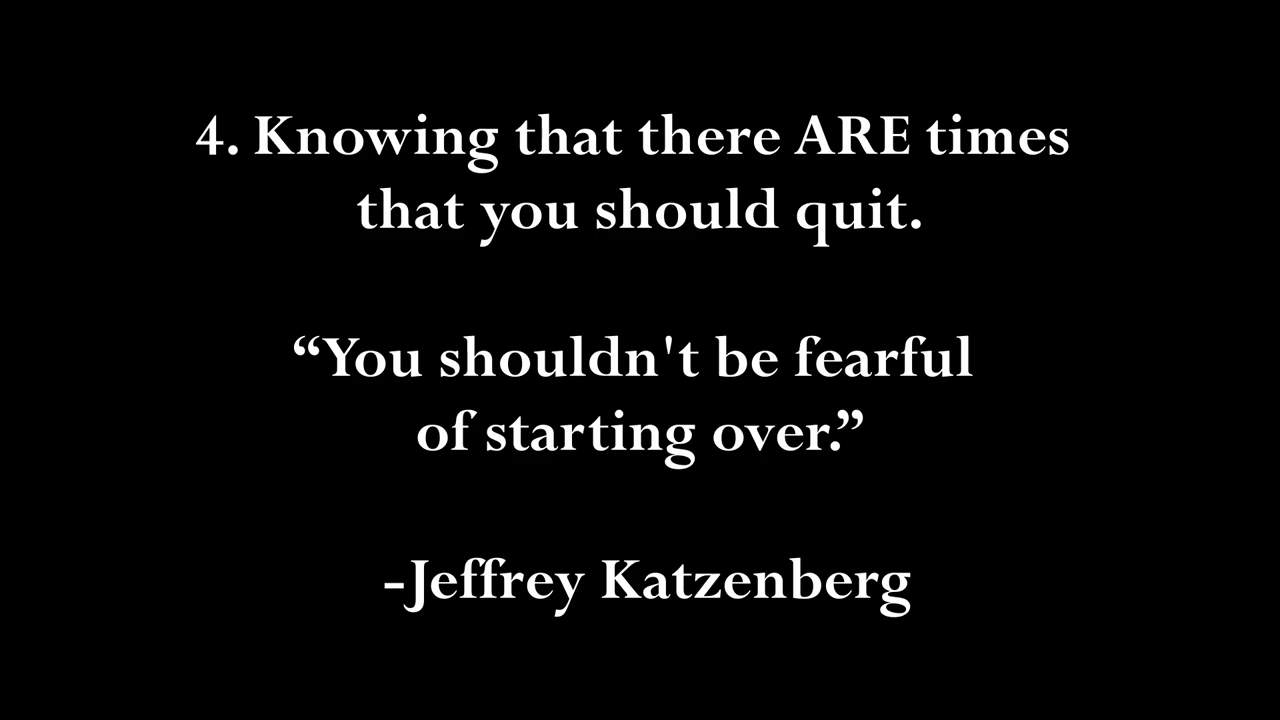 4. Knowing that there ARE times
that you should quit.
“You shouldn't be fearful
of starting over.”
-Jeffrey Katzenberg